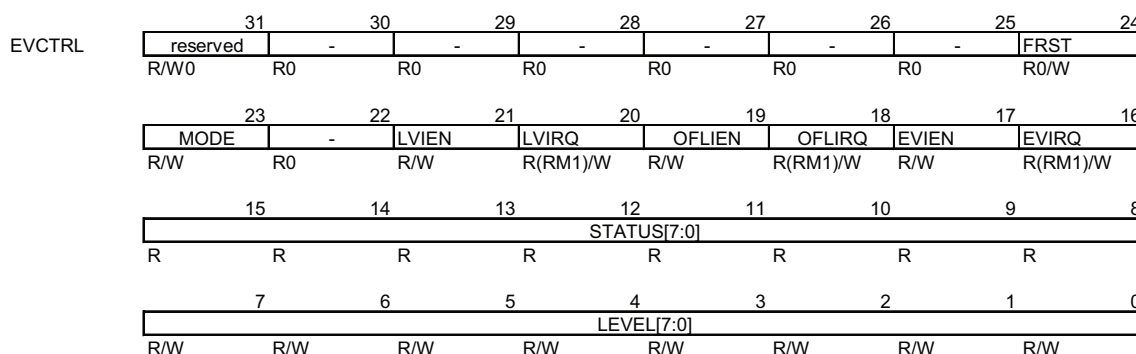 31 30 29 28 27 26 25 24
EVCTRL reserved - - - - - - FRST
R/W0 R0 R0 R0 R0 R0 R0 R0/W
23 22 21 20 19 18 17 16
MODE - LVIEN LVIRQ OFLIEN OFLIRQ EVIEN EVIRQ
R/W R0 R/W R(RM1)/W R/W R(RM1)/W R/W R(RM1)/W
15 14 13 12 11 10 9 8
STATUS[7:0]
R R R R R R R R
7 6 5 4 3 2 1 0
LEVEL[7:0]
R/W R/W R/W R/W R/W R/W R/W R/W